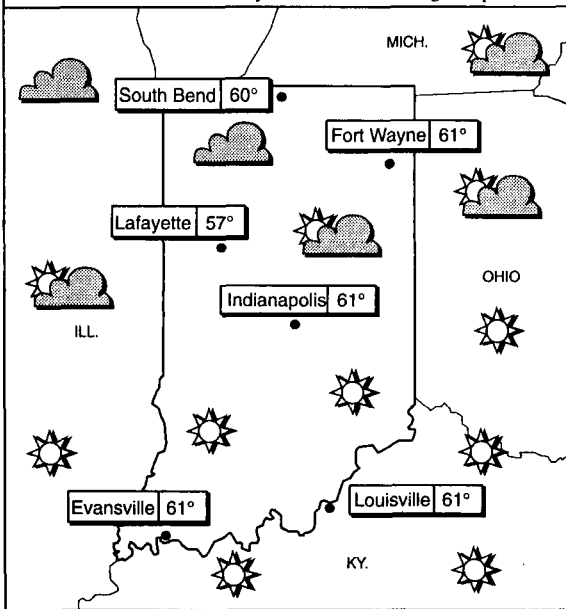 MICH.
South Bend 60°
Fort Wayne 61°
Lafayette 57°
OHIO
Indianapolis 61°
ILL.
Evansville 61°
Louisville 61°
KY.